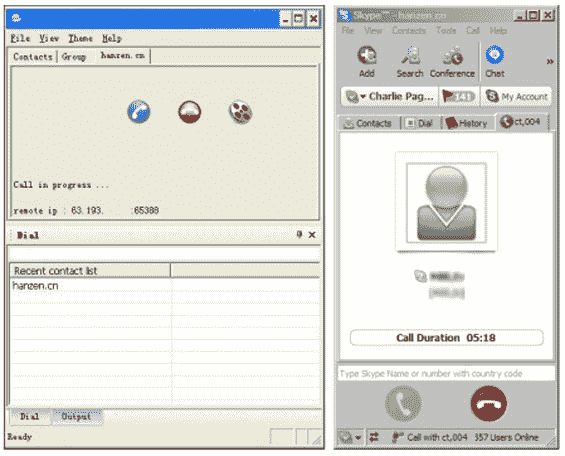 File View Theme Help
Contacts Group hanzen.cn
Call in progress ...
remote ip : 63.193. :65388
Dial
Recent contact list
hanzen.cn
Dial Output
Ready
Skype™ - hanzen.cn
File View Contacts Tools Call Help
Add Search Conference Chat »
Charlie Pag... 141 My Account
Contacts Dial History ct,004
Call Duration 05:18
Type Skype Name or number with country code
Call with ct,004 357 Users Online